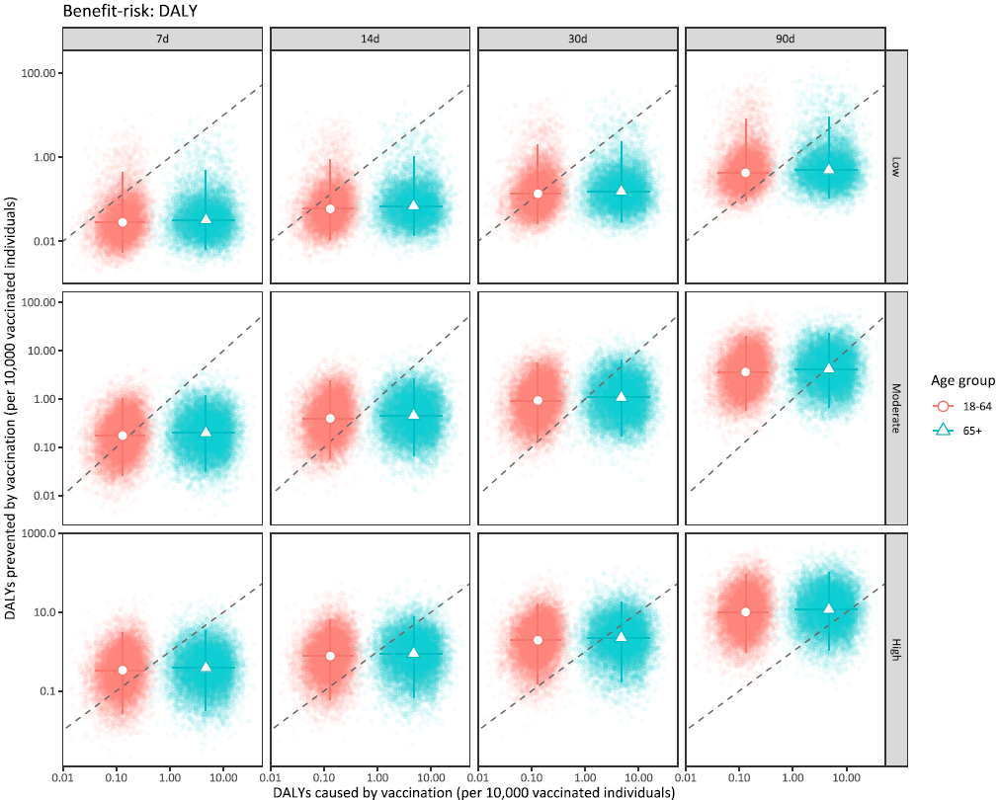 Benefit-risk: DALY
7d 14d 30d 90d
100.00
1.00
0.01
Low
100.00
10.00
1.00
0.10
0.01
Moderate
1000.0
10.0
0.1
High
0.01 0.10 1.00 10.00 0.01 0.10 1.00 10.00 0.01 0.10 1.00 10.00 0.01 0.10 1.00 10.00
DALYs caused by vaccination (per 10,000 vaccinated individuals)
DALYs prevented by vaccination (per 10,000 vaccinated individuals)
Age group
18-64
65+